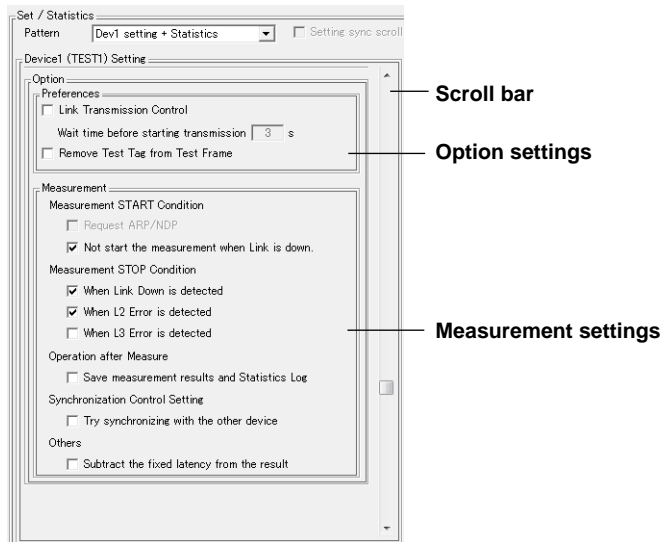 Set / Statistics
Pattern Dev1 setting + Statistics Setting sync scroll
Device1 (TEST1) Setting
Option
Preferences
Link Transmission Control
Wait time before starting transmission 3 s
Remove Test Tag from Test Frame
Measurement
Measurement START Condition
Request ARP/NDP
Not start the measurement when Link is down.
Measurement STOP Condition
When Link Down is detected
When L2 Error is detected
When L3 Error is detected
Operation after Measure
Save measurement results and Statistics Log
Synchronization Control Setting
Try synchronizing with the other device
Others
Subtract the fixed latency from the result
Scroll bar
Option settings
Measurement settings